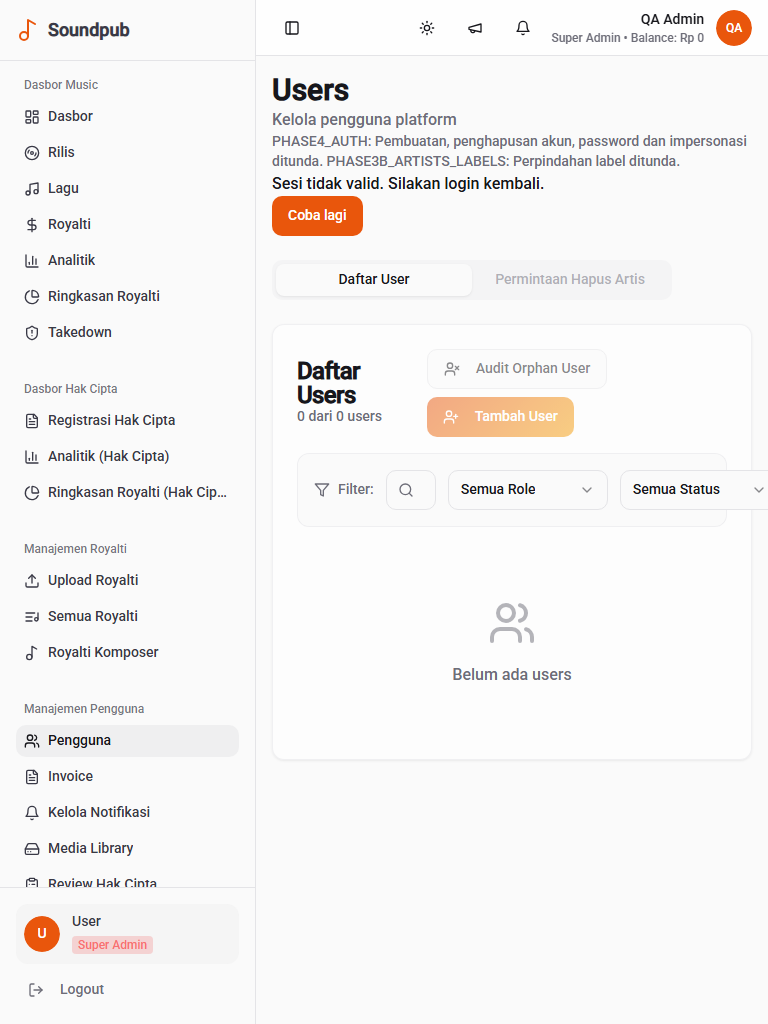 Soundpub
Dasbor Music
Dasbor
Rilis
Lagu
Royalti
Analitik
Ringkasan Royalti
Takedown
Dasbor Hak Cipta
Registrasi Hak Cipta
Analitik (Hak Cipta)
Ringkasan Royalti (Hak Cip...
Manajemen Royalti
Upload Royalti
Semua Royalti
Royalti Komposer
Manajemen Pengguna
Pengguna
Invoice
Kelola Notifikasi
Media Library
Review Hak Cipta
U
User
Super Admin
Logout
QA Admin
Super Admin • Balance: Rp 0
QA
Users
Kelola pengguna platform
PHASE4_AUTH: Pembuatan, penghapusan akun, password dan impersonasi
ditunda. PHASE3B_ARTISTS_LABELS: Perpindahan label ditunda.
Sesi tidak valid. Silakan login kembali.
Coba lagi
Daftar User
Permintaan Hapus Artis
Daftar
Users
0 dari 0 users
Audit Orphan User
Tambah User
Filter:
Semua Role
Semua Status
Belum ada users